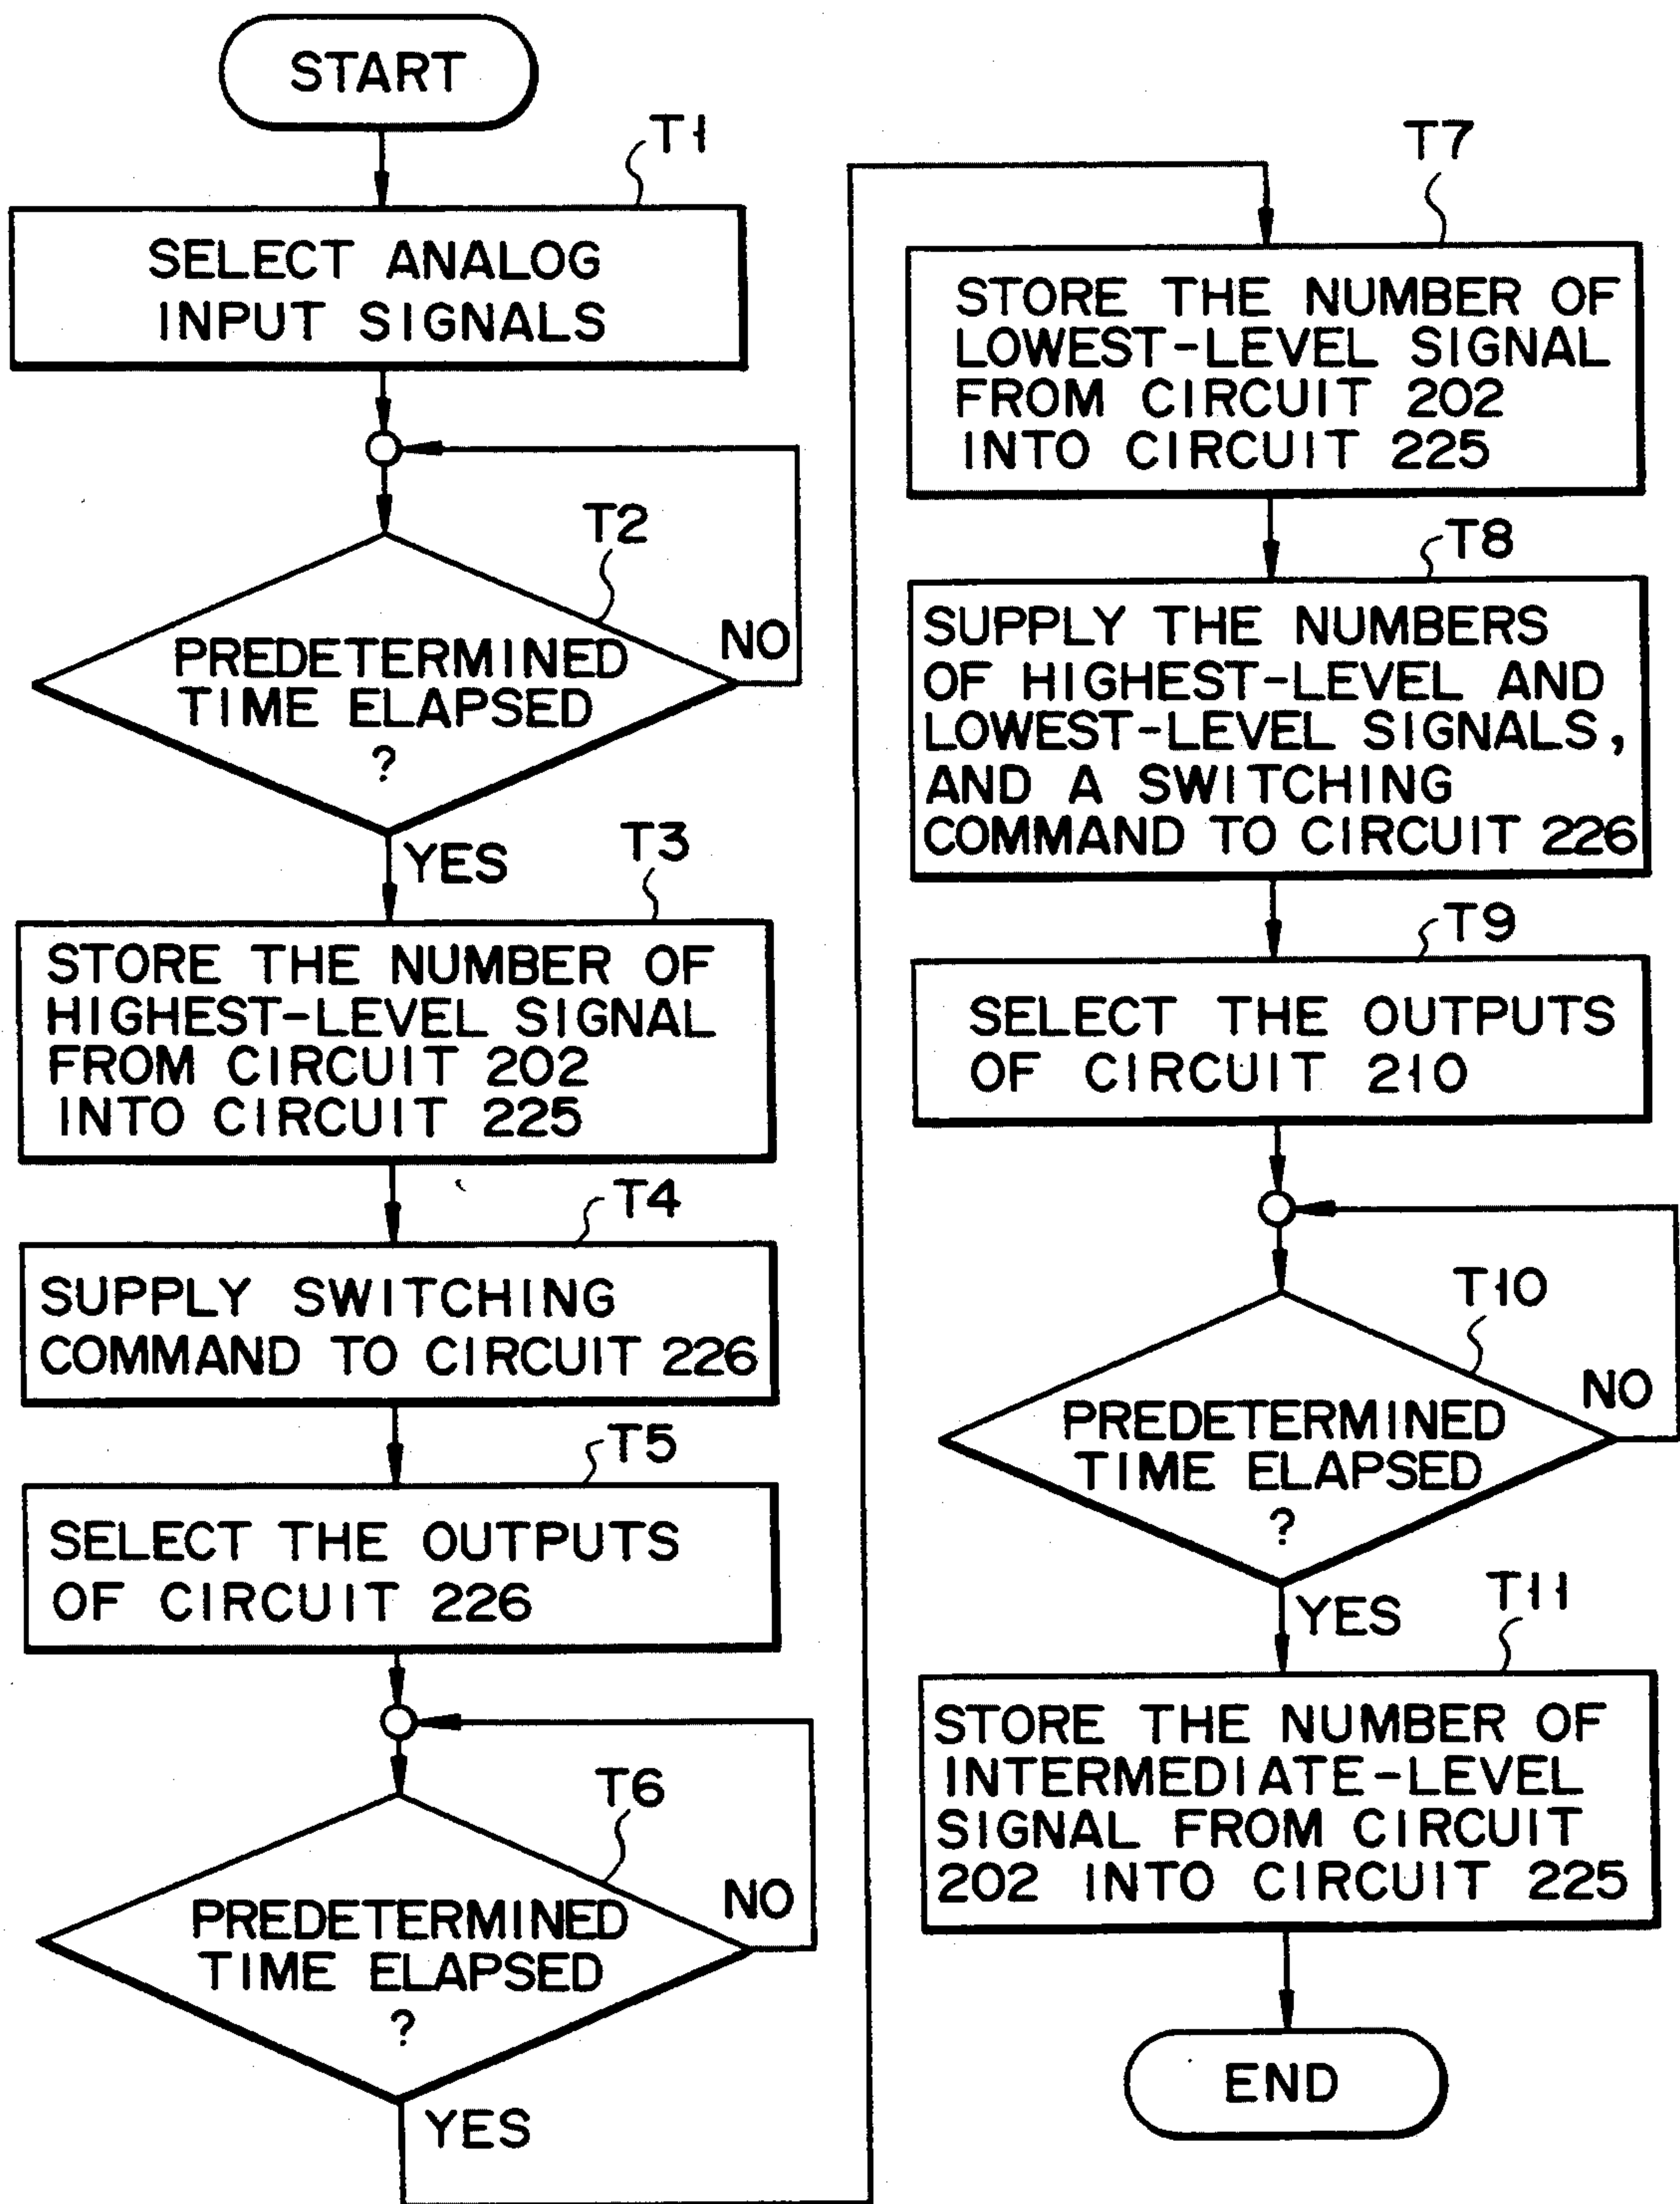 START
T1
SELECT ANALOG
INPUT SIGNALS
T2
PREDETERMINED
TIME ELAPSED
?
NO
YES
T3
STORE THE NUMBER OF
HIGHEST-LEVEL SIGNAL
FROM CIRCUIT 202
INTO CIRCUIT 225
T4
SUPPLY SWITCHING
COMMAND TO CIRCUIT 226
T5
SELECT THE OUTPUTS
OF CIRCUIT 226
T6
PREDETERMINED
TIME ELAPSED
?
NO
YES
T7
STORE THE NUMBER OF
LOWEST-LEVEL SIGNAL
FROM CIRCUIT 202
INTO CIRCUIT 225
T8
SUPPLY THE NUMBERS
OF HIGHEST-LEVEL AND
LOWEST-LEVEL SIGNALS,
AND A SWITCHING
COMMAND TO CIRCUIT 226
T9
SELECT THE OUTPUTS
OF CIRCUIT 210
T10
PREDETERMINED
TIME ELAPSED
?
NO
YES
T11
STORE THE NUMBER OF
INTERMEDIATE-LEVEL
SIGNAL FROM CIRCUIT
202 INTO CIRCUIT 225
END